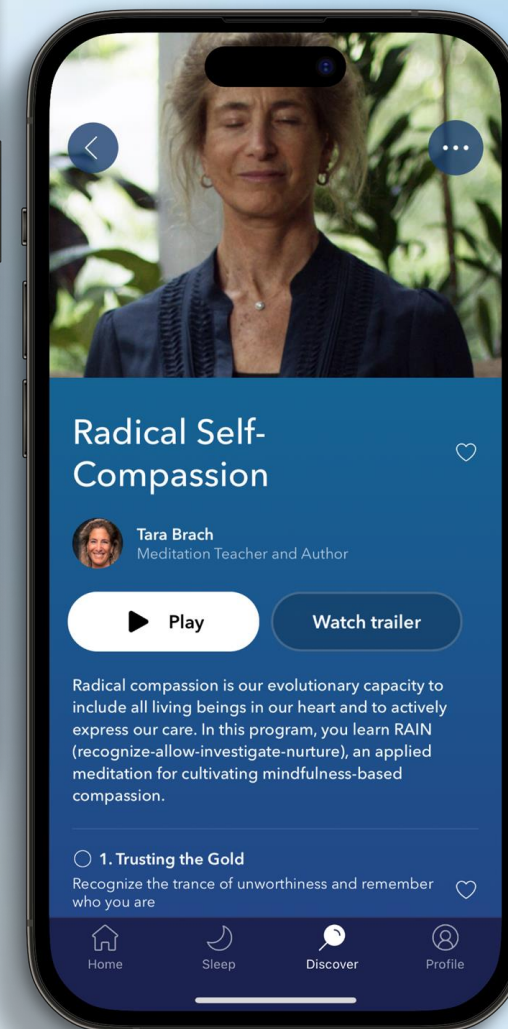 Radical Self-
Compassion
Tara Brach
Meditation Teacher and Author
Play
Watch trailer
Radical compassion is our evolutionary capacity to
include all living beings in our heart and to actively
express our care. In this program, you learn RAIN
(recognize-allow-investigate-nurture), an applied
meditation for cultivating mindfulness-based
compassion.
1. Trusting the Gold
Recognize the trance of unworthiness and remember
who you are
Home
Sleep
Discover
Profile